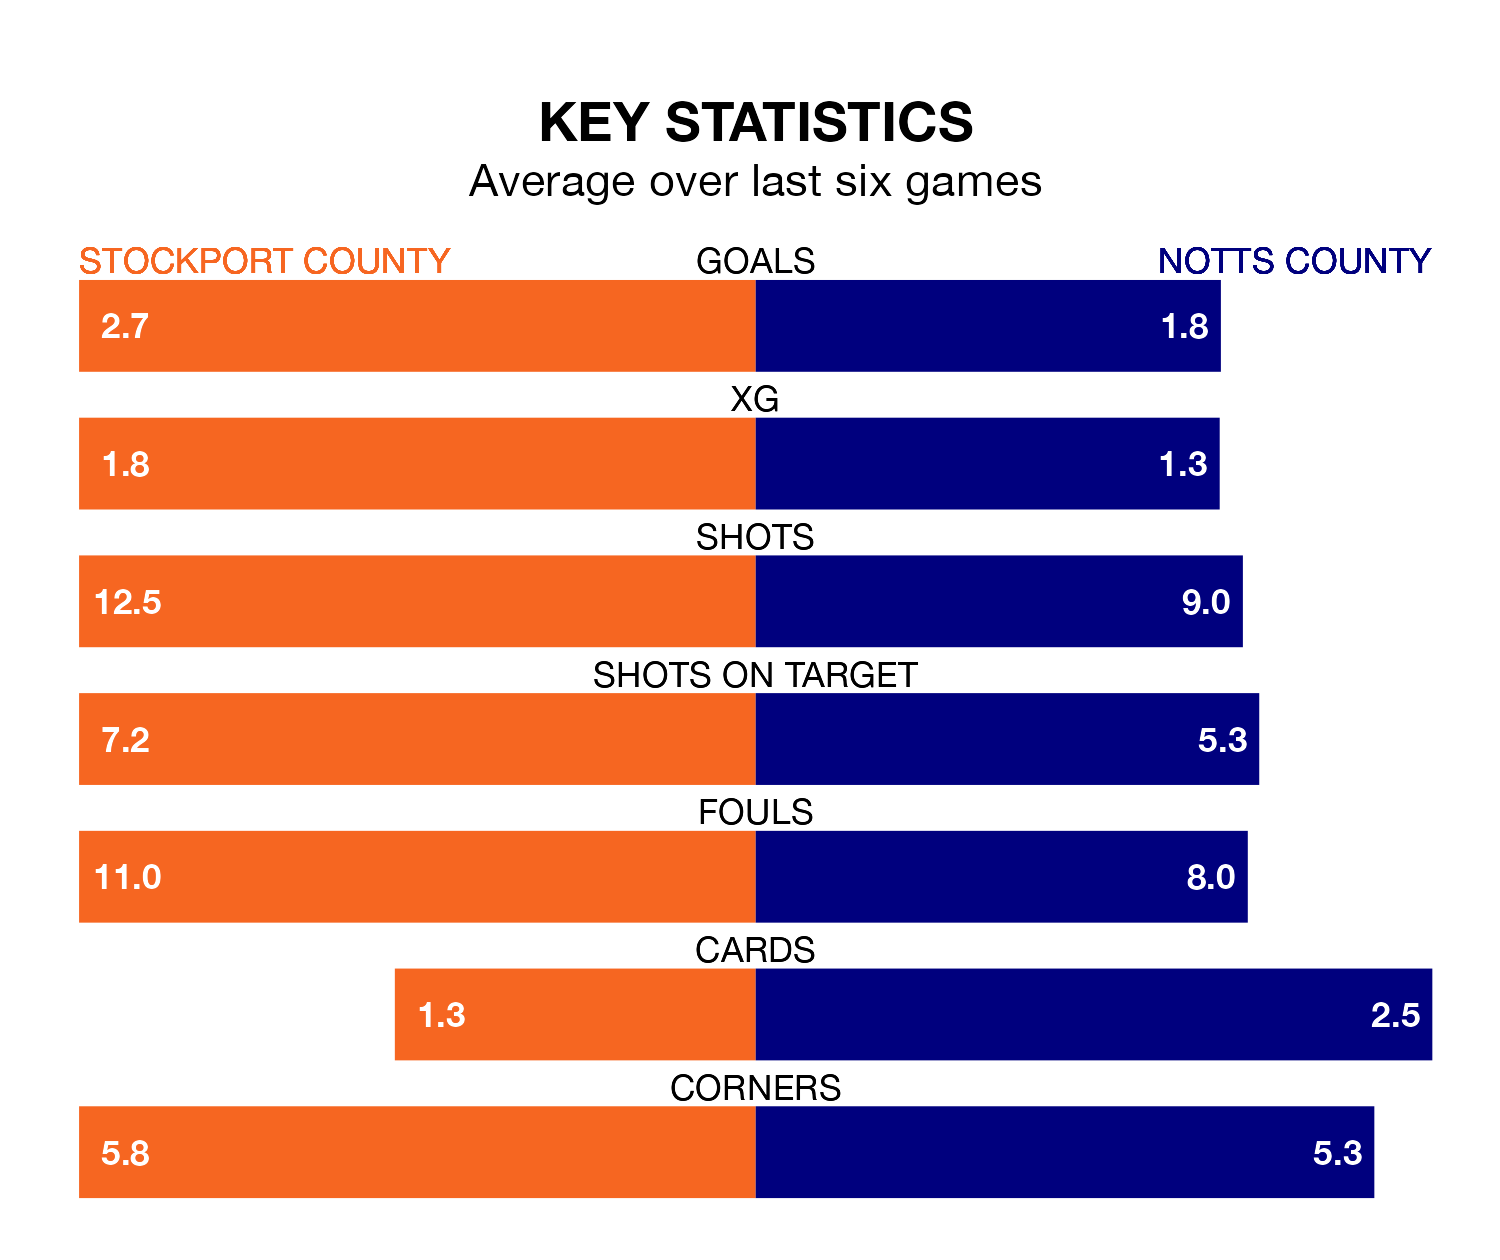 KEY STATISTICS
Average over last six games
STOCKPORT COUNTY GOALS NOTTS COUNTY
2.7 1.8
XG
1.8 1.3
SHOTS
12.5 9.0
SHOTS ON TARGET
7.2 5.3
FOULS
11.0 8.0
CARDS
1.3 2.5
CORNERS
5.8 5.3